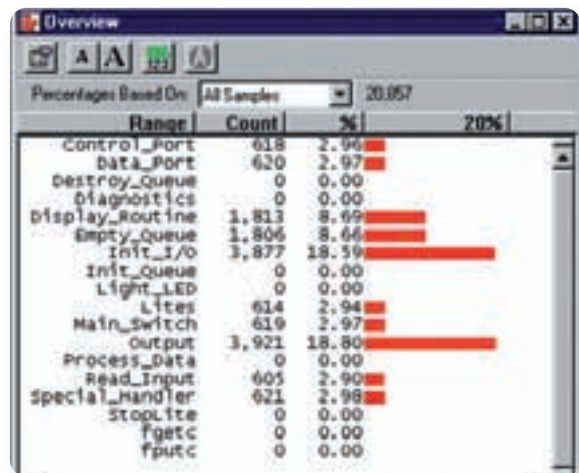 Overview
A A 123
Percentages Based On: All Samples 20,857
Range Count % 20%
Control_Port 618 2.96
Data_Port 620 2.97
Destroy_Queue 0 0.00
Diagnostics 0 0.00
Display_Routine 1,813 8.69
Empty_Queue 1,806 8.66
Init_I/O 3,877 18.59
Init_Queue 0 0.00
Light_LED 0 0.00
Lites 614 2.94
Main_Switch 619 2.97
Output 3,921 18.80
Process_Data 0 0.00
Read_Input 605 2.90
Special_Handler 621 2.98
StopLite 0 0.00
fgetc 0 0.00
fputc 0 0.00